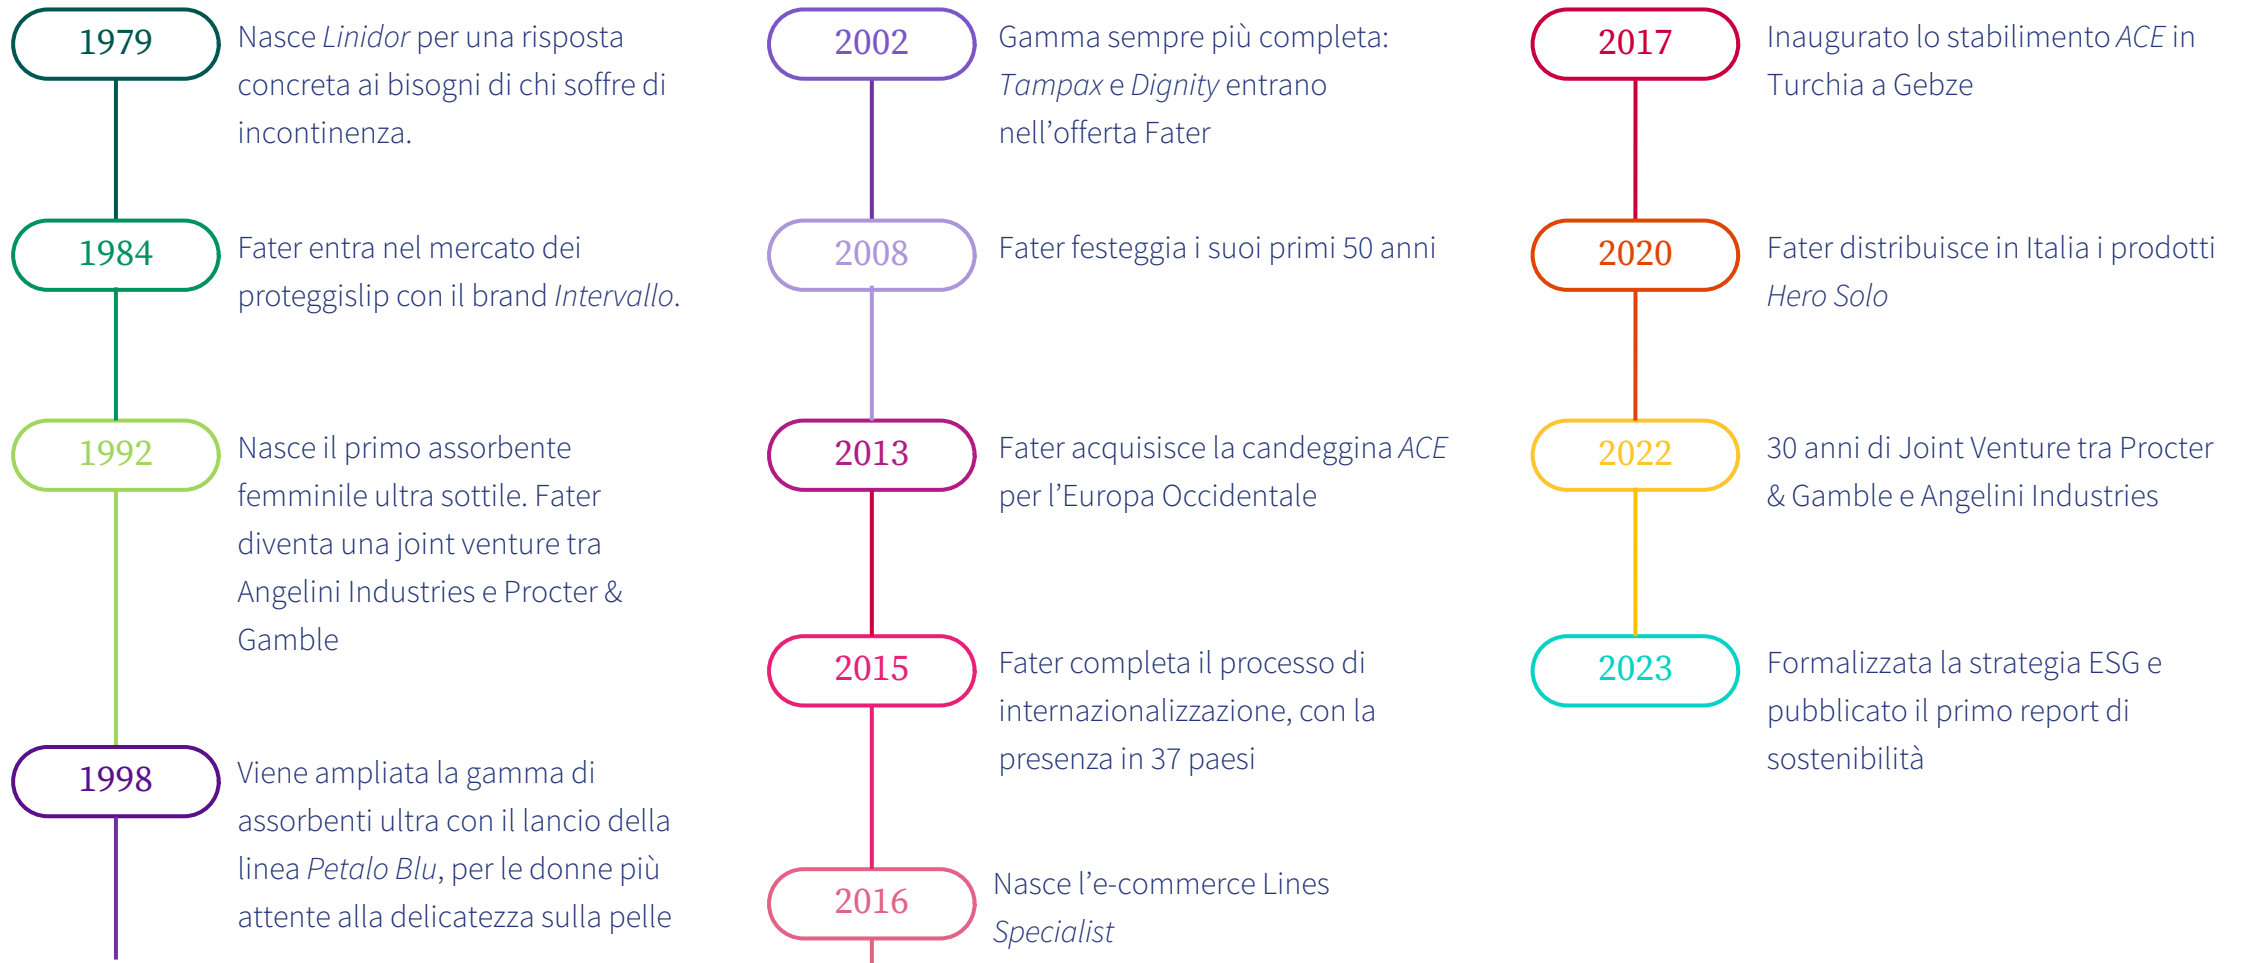 1979
Nasce Linidor per una risposta
concreta ai bisogni di chi soffre di
incontinenza.
1984
Fater entra nel mercato dei
proteggislip con il brand Intervallo.
1992
Nasce il primo assorbente
femminile ultra sottile. Fater
diventa una joint venture tra
Angelini Industries e Procter &
Gamble
1998
Viene ampliata la gamma di
assorbenti ultra con il lancio della
linea Petalo Blu, per le donne più
attente alla delicatezza sulla pelle
2002
Gamma sempre più completa:
Tampax e Dignity entrano
nell’offerta Fater
2008
Fater festeggia i suoi primi 50 anni
2013
Fater acquisisce la candeggina ACE
per l’Europa Occidentale
2015
Fater completa il processo di
internazionalizzazione, con la
presenza in 37 paesi
2016
Nasce l’e-commerce Lines
Specialist
2017
Inaugurato lo stabilimento ACE in
Turchia a Gebze
2020
Fater distribuisce in Italia i prodotti
Hero Solo
2022
30 anni di Joint Venture tra Procter
& Gamble e Angelini Industries
2023
Formalizzata la strategia ESG e
pubblicato il primo report di
sostenibilità